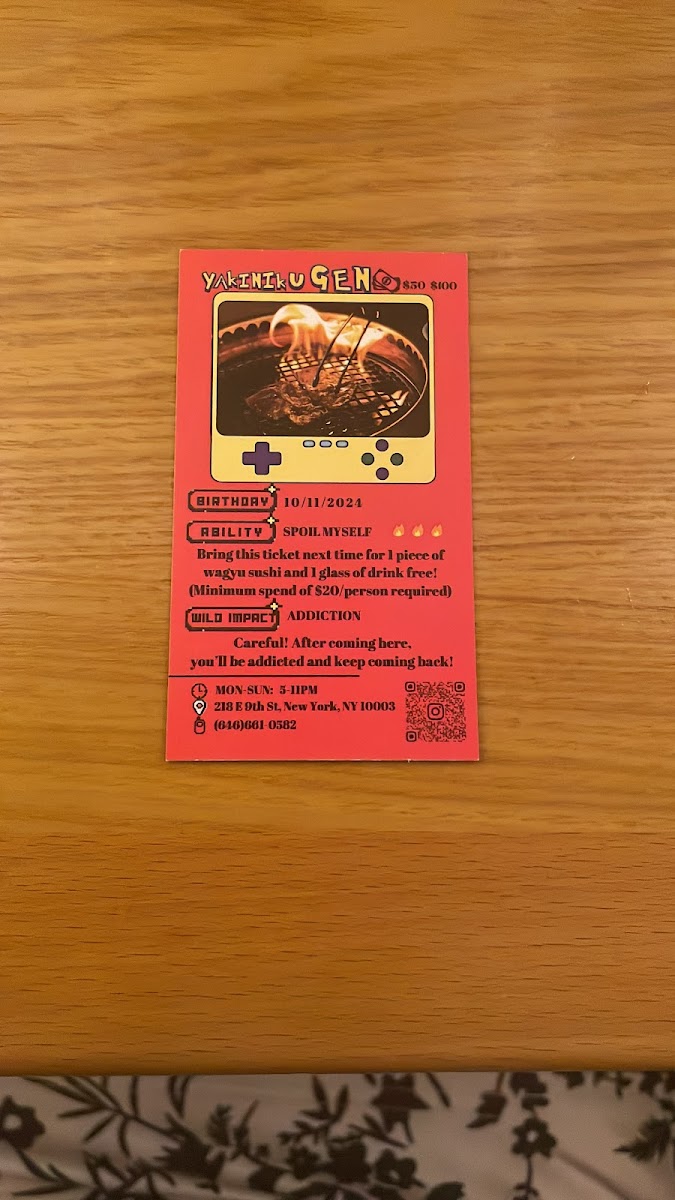 YAKINIKU GEN $50 $100
BIRTHDAY 10/11/2024
ABILITY SPOIL MYSELF
Bring this ticket next time for 1 piece of
wagyu sushi and 1 glass of drink free!
(Minimum spend of $20/person required)
WILD IMPACT ADDICTION
Careful! After coming here,
you'll be addicted and keep coming back!
MON-SUN: 5-11PM
218 E 9th St, New York, NY 10003
(646)661-0582